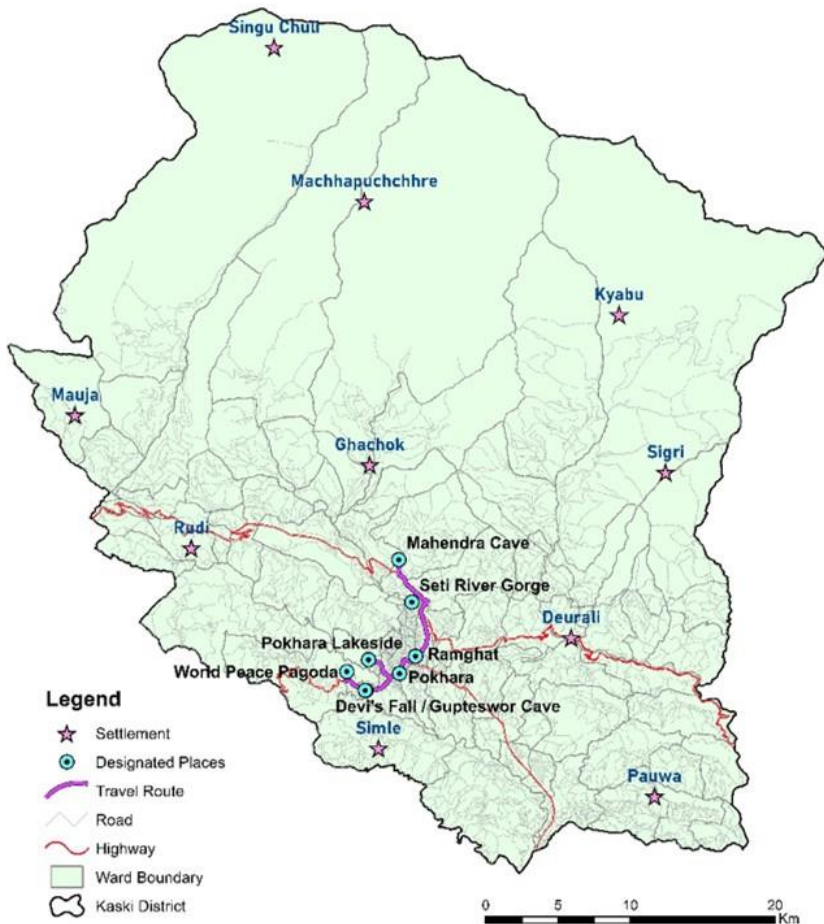 Singu Chuli
Machhapuchchhre
Kyabu
Mauja
Ghachok
Sigri
Rudi
Mahendra Cave
Seti River Gorge
Deurali
Pokhara Lakeside
Ramghat
World Peace Pagoda
Pokhara
Devi's Fall / Gupteswor Cave
Simle
Pauwa
Legend
Settlement
Designated Places
Travel Route
Road
Highway
Ward Boundary
Kaski District
0 5 10 20
Km